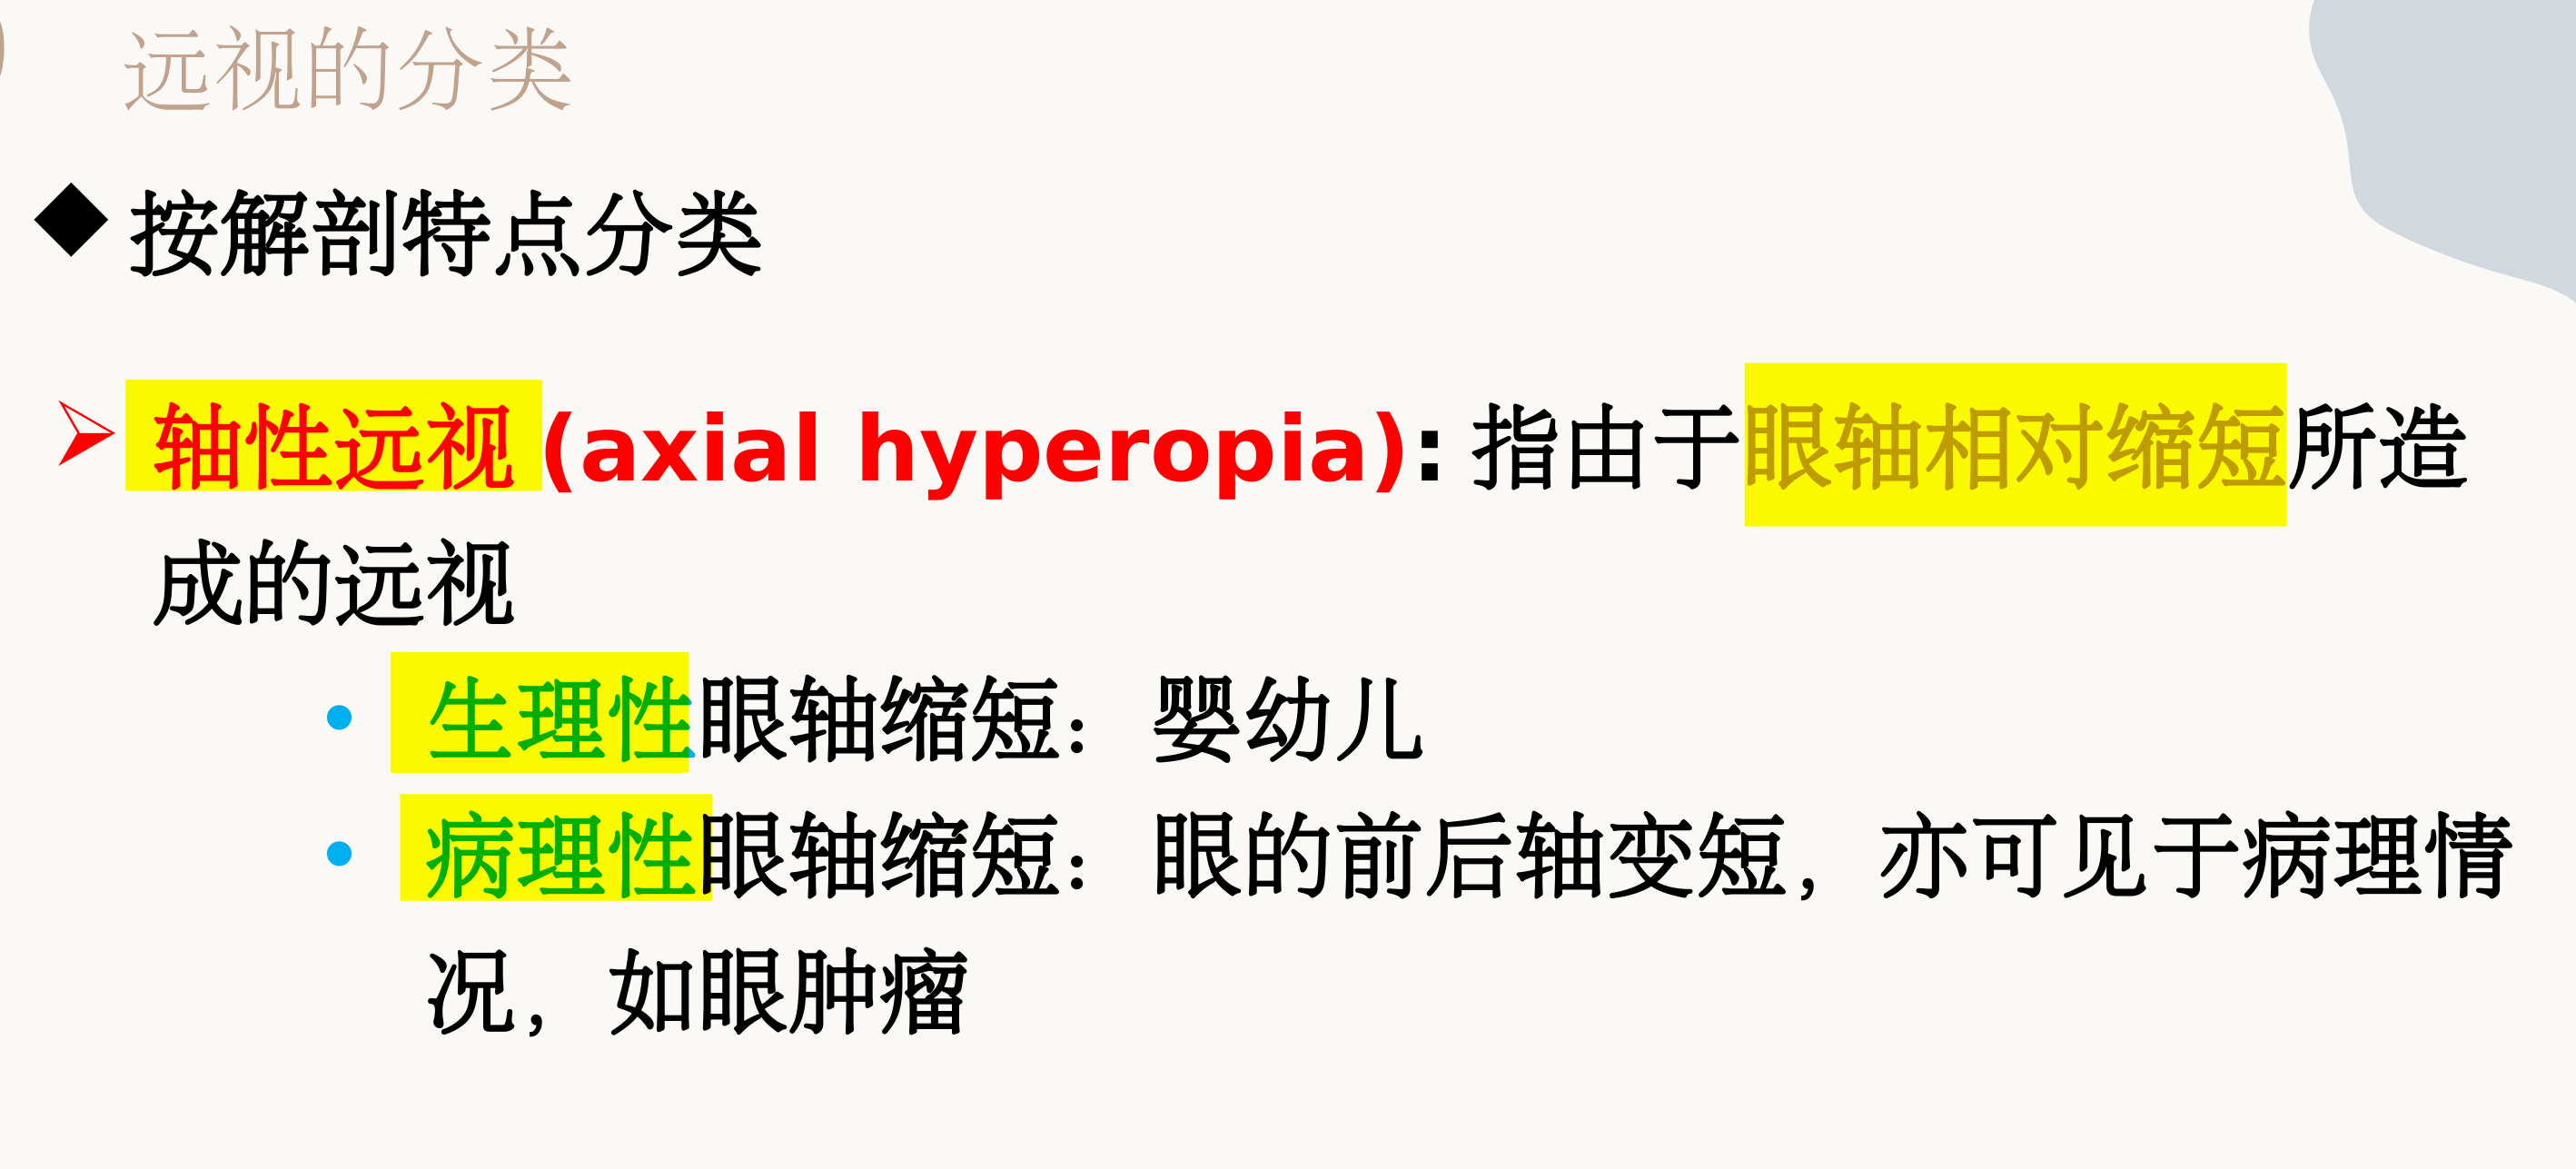 远视的分类
按解剖特点分类
轴性远视(axial hyperopia): 指由于眼轴相对缩短所造
成的远视
生理性眼轴缩短：婴幼儿
病理性眼轴缩短：眼的前后轴变短，亦可见于病理情
况，如眼肿瘤